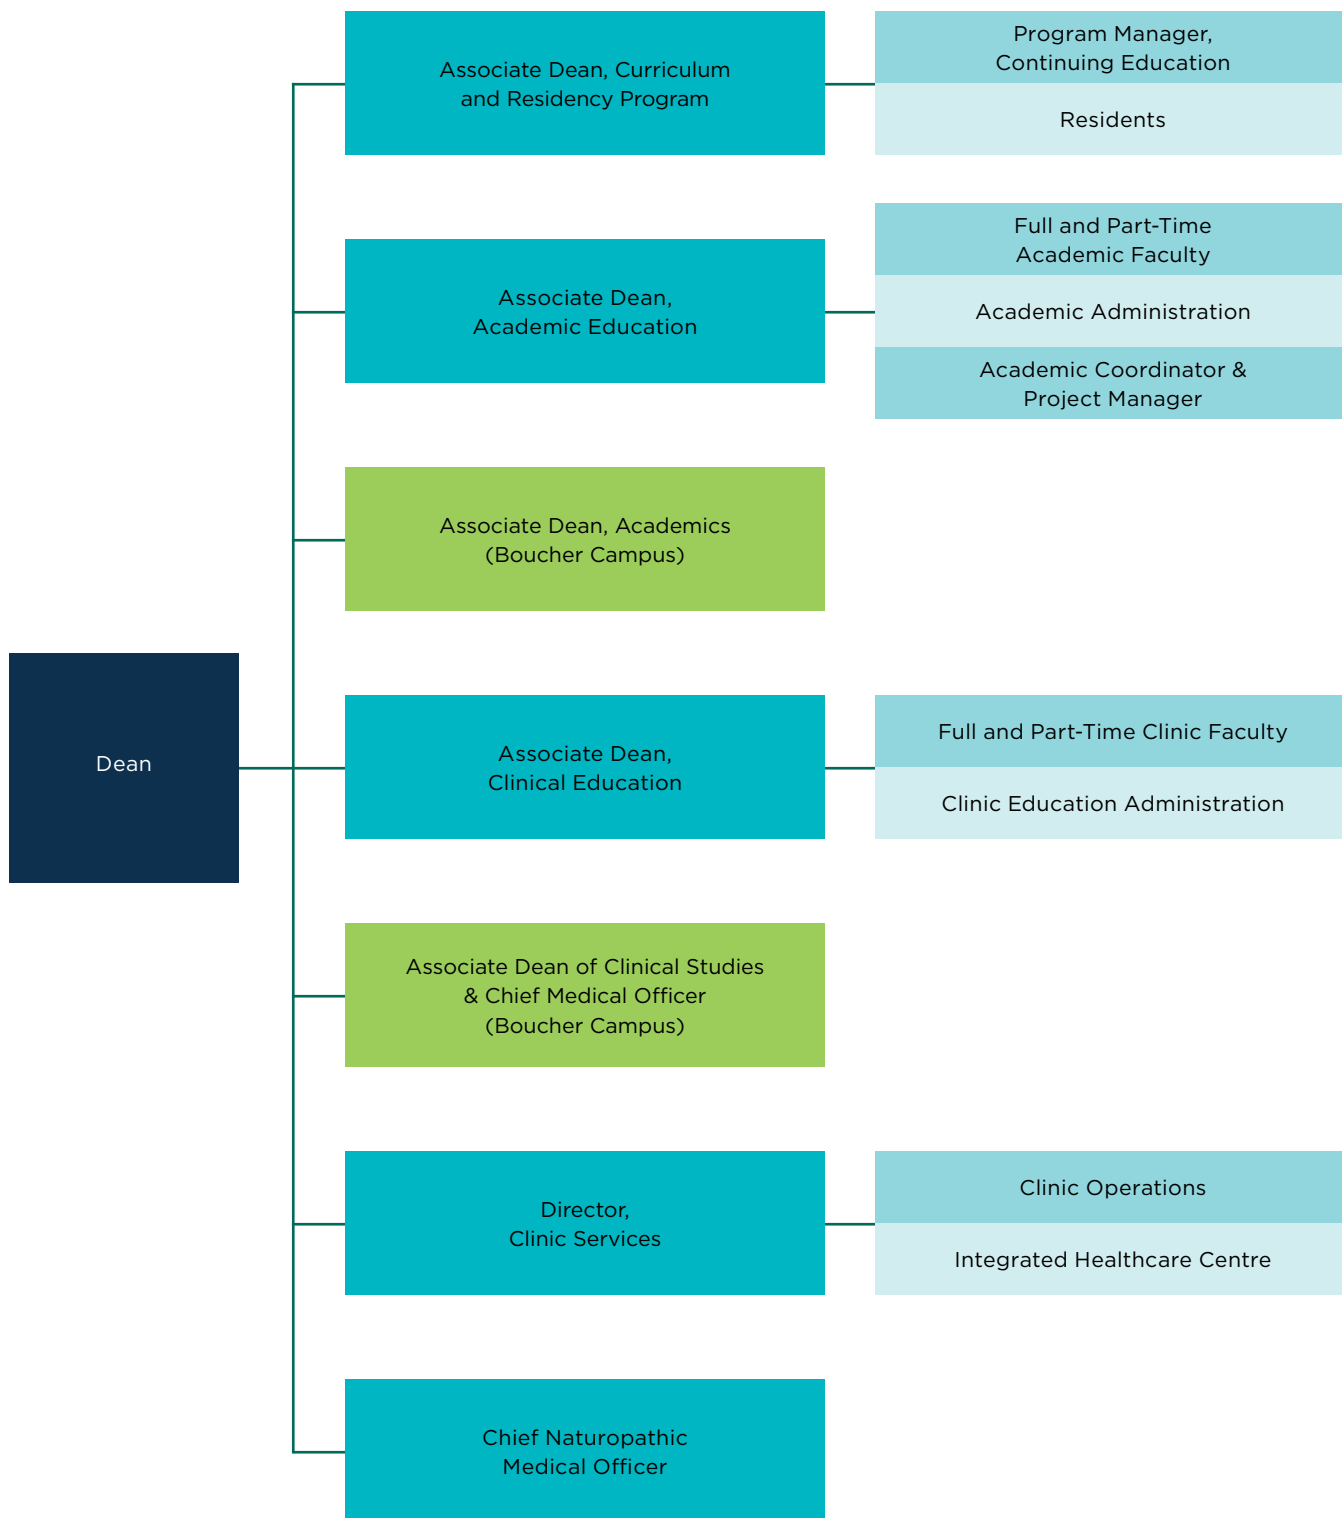 Associate Dean, Curriculum
and Residency Program
Program Manager,
Continuing Education
Residents
Associate Dean,
Academic Education
Full and Part-Time
Academic Faculty
Academic Administration
Academic Coordinator &
Project Manager
Associate Dean, Academics
(Boucher Campus)
Dean
Associate Dean,
Clinical Education
Full and Part-Time Clinic Faculty
Clinic Education Administration
Associate Dean of Clinical Studies
& Chief Medical Officer
(Boucher Campus)
Director,
Clinic Services
Clinic Operations
Integrated Healthcare Centre
Chief Naturopathic
Medical Officer